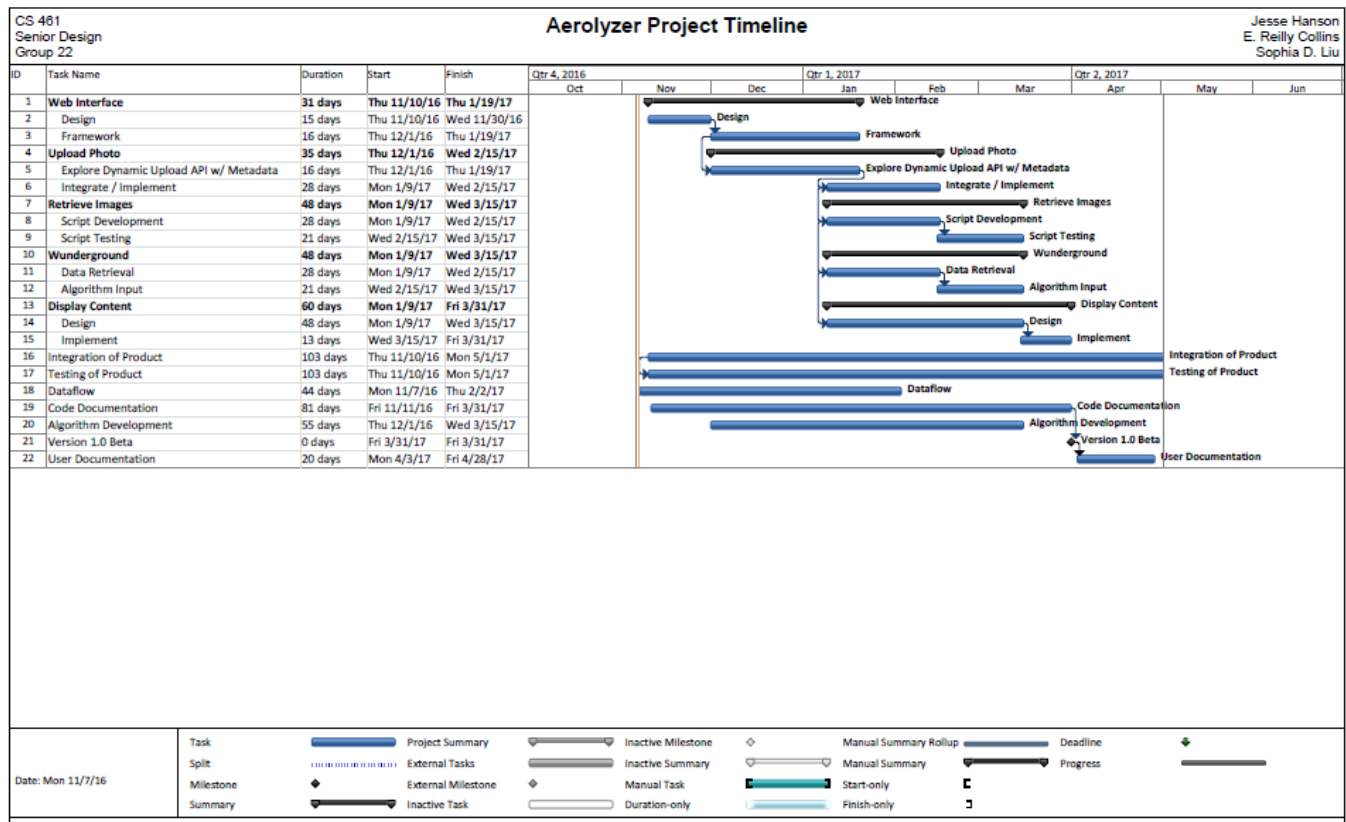 CS 461
Senior Design
Group 22
Aerolyzer Project Timeline
Jesse Hanson
E. Reilly Collins
Sophia D. Liu
ID Task Name Duration Start Finish Qtr 4, 2016 Qtr 1, 2017 Qtr 2, 2017
Oct Nov Dec Jan Feb Mar Apr May Jun
1 Web Interface 31 days Thu 11/10/16 Thu 1/19/17 Web Interface
2 Design 15 days Thu 11/10/16 Wed 11/30/16 Design
3 Framework 16 days Thu 12/1/16 Thu 1/19/17 Framework
4 Upload Photo 35 days Thu 12/1/16 Wed 2/15/17 Upload Photo
5 Explore Dynamic Upload API w/ Metadata 16 days Thu 12/1/16 Thu 1/19/17 Explore Dynamic Upload API w/ Metadata
6 Integrate / Implement 28 days Mon 1/9/17 Wed 2/15/17 Integrate / Implement
7 Retrieve Images 48 days Mon 1/9/17 Wed 3/15/17 Retrieve Images
8 Script Development 28 days Mon 1/9/17 Wed 2/15/17 Script Development
9 Script Testing 21 days Wed 2/15/17 Wed 3/15/17 Script Testing
10 Wunderground 48 days Mon 1/9/17 Wed 3/15/17 Wunderground
11 Data Retrieval 28 days Mon 1/9/17 Wed 2/15/17 Data Retrieval
12 Algorithm Input 21 days Wed 2/15/17 Wed 3/15/17 Algorithm Input
13 Display Content 60 days Mon 1/9/17 Fri 3/31/17 Display Content
14 Design 48 days Mon 1/9/17 Wed 3/15/17 Design
15 Implement 13 days Wed 3/15/17 Fri 3/31/17 Implement
16 Integration of Product 103 days Thu 11/10/16 Mon 5/1/17 Integration of Product
17 Testing of Product 103 days Thu 11/10/16 Mon 5/1/17 Testing of Product
18 Dataflow 44 days Mon 11/7/16 Thu 2/2/17 Dataflow
19 Code Documentation 81 days Fri 11/11/16 Fri 3/31/17 Code Documentation
20 Algorithm Development 55 days Thu 12/1/16 Wed 3/15/17 Algorithm Development
21 Version 1.0 Beta 0 days Fri 3/31/17 Fri 3/31/17 Version 1.0 Beta
22 User Documentation 20 days Mon 4/3/17 Fri 4/28/17 User Documentation
Date: Mon 11/7/16
Task Project Summary Inactive Milestone Manual Summary Rollup Deadline
Split External Tasks Inactive Summary Manual Summary Progress
Milestone External Milestone Manual Task Start-only
Summary Inactive Task Duration-only Finish-only